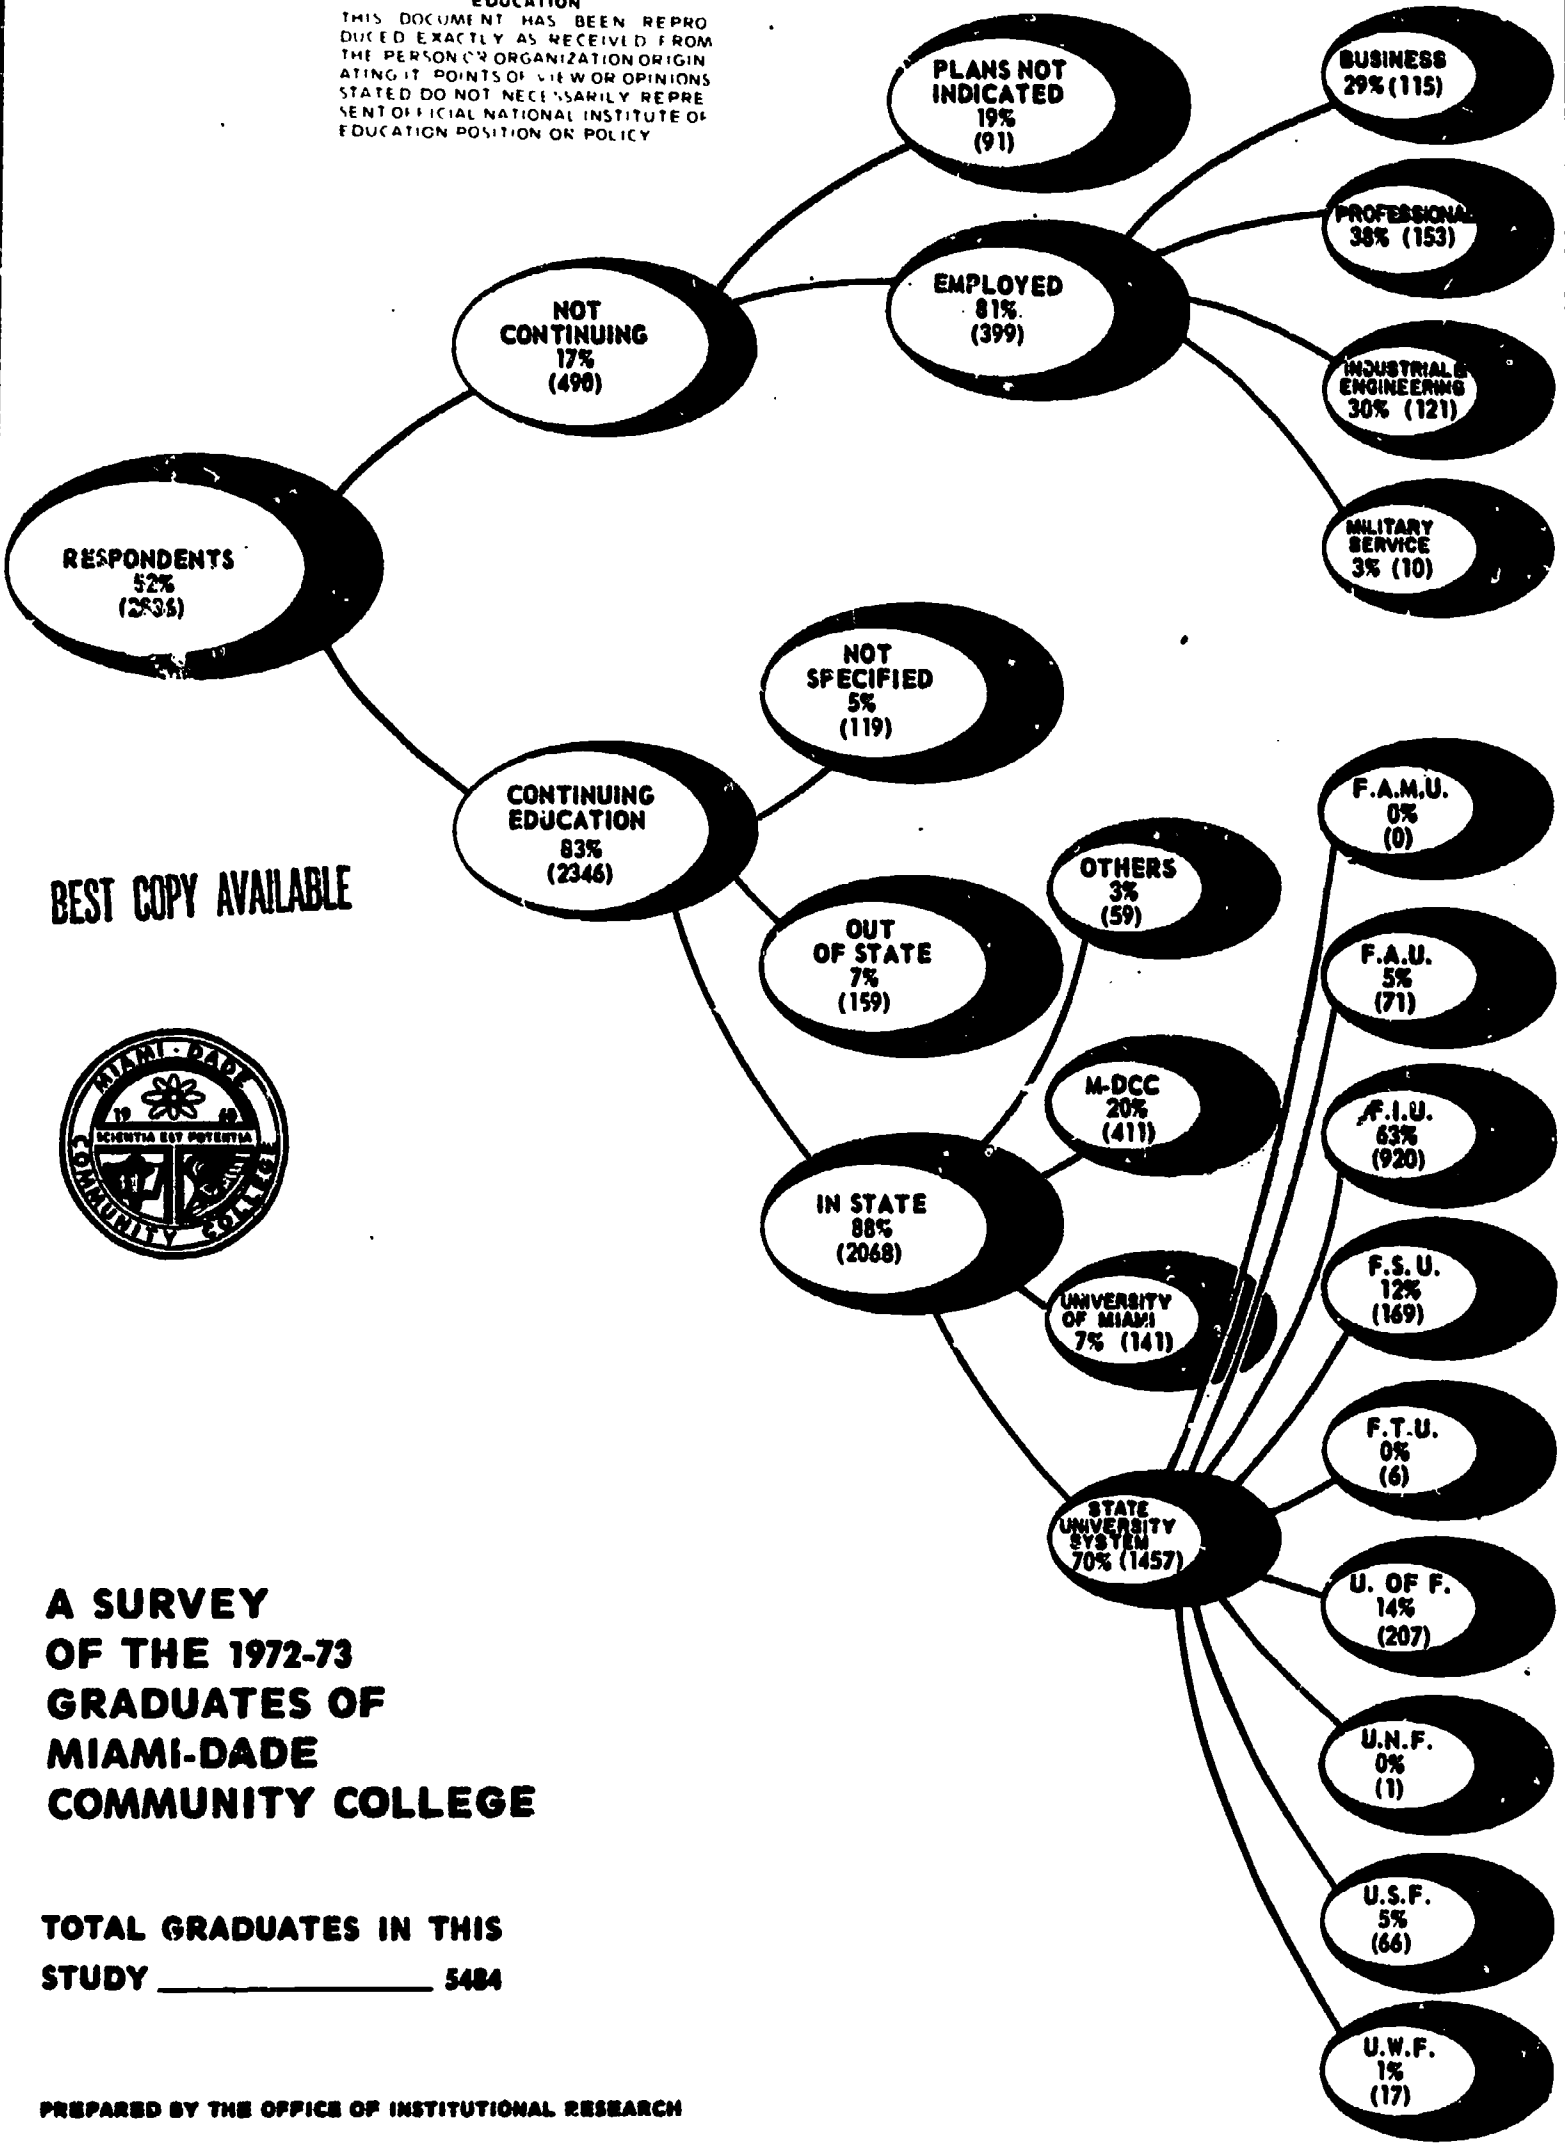 EDUCATION
THIS DOCUMENT HAS BEEN REPRO
DUCED EXACTLY AS RECEIVED FROM
THE PERSON OR ORGANIZATION ORIGIN
ATING IT POINTS OF VIEW OR OPINIONS
STATED DO NOT NECESSARILY REPRE
SENT OFFICIAL NATIONAL INSTITUTE OF
EDUCATION POSITION OR POLICY
PLANS NOT
INDICATED
19%
(91)
BUSINESS
29% (115)
PROFESSIONAL
38% (153)
EMPLOYED
81%
(399)
INDUSTRIAL &
ENGINEERING
30% (121)
MILITARY
SERVICE
3% (10)
NOT
CONTINUING
17%
(490)
RESPONDENTS
52%
(2836)
NOT
SPECIFIED
5%
(119)
CONTINUING
EDUCATION
83%
(2346)
OUT
OF STATE
7%
(159)
OTHERS
3%
(59)
M-DCC
20%
(411)
IN STATE
88%
(2068)
UNIVERSITY
OF MIAMI
7% (141)
STATE
UNIVERSITY
SYSTEM
70% (1457)
F.A.M.U.
0%
(0)
F.A.U.
5%
(71)
F.I.U.
63%
(920)
F.S.U.
12%
(169)
F.T.U.
0%
(6)
U. OF F.
14%
(207)
U.N.F.
0%
(1)
U.S.F.
5%
(66)
U.W.F.
1%
(17)
BEST COPY AVAILABLE
MIAMI-DADE
19 60
SCIENTIA EST POTENTIA
COMMUNITY COLLEGE
A SURVEY
OF THE 1972-73
GRADUATES OF
MIAMI-DADE
COMMUNITY COLLEGE
TOTAL GRADUATES IN THIS
STUDY 5484
PREPARED BY THE OFFICE OF INSTITUTIONAL RESEARCH